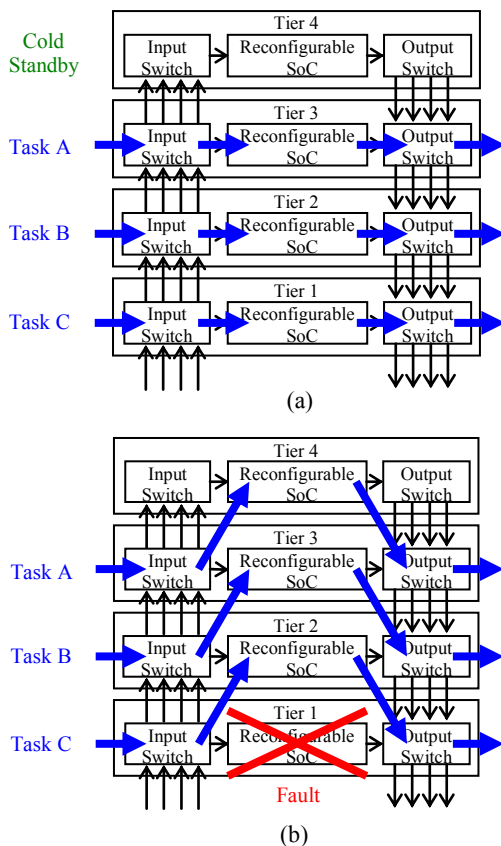 Cold
Standby
Tier 4
Input
Switch
Reconfigurable
SoC
Output
Switch
Task A
Tier 3
Input
Switch
Reconfigurable
SoC
Output
Switch
Task B
Tier 2
Input
Switch
Reconfigurable
SoC
Output
Switch
Task C
Tier 1
Input
Switch
Reconfigurable
SoC
Output
Switch
(a)
Tier 4
Input
Switch
Reconfigurable
SoC
Output
Switch
Task A
Tier 3
Input
Switch
Reconfigurable
SoC
Output
Switch
Task B
Tier 2
Input
Switch
Reconfigurable
SoC
Output
Switch
Task C
Tier 1
Input
Switch
Reconfigurable
SoC
Output
Switch
Fault
(b)